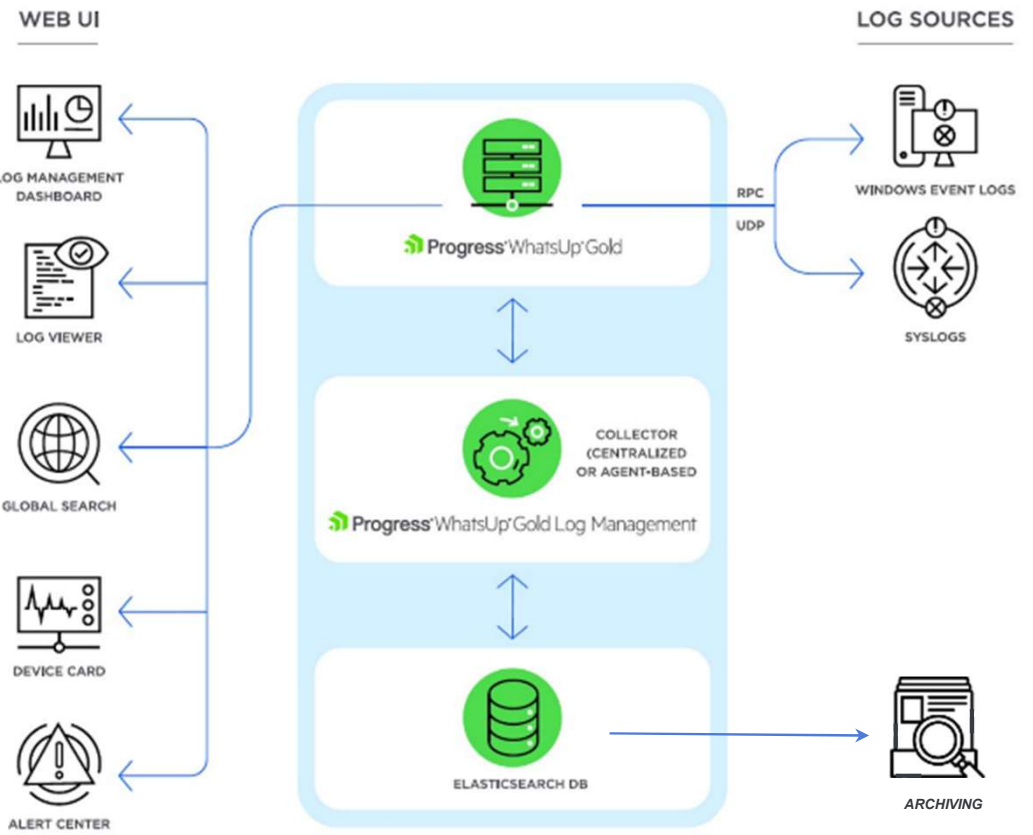 WEB UI
LOG MANAGEMENT
DASHBOARD
LOG VIEWER
GLOBAL SEARCH
DEVICE CARD
ALERT CENTER
Progress WhatsUp Gold
COLLECTOR
(CENTRALIZED
OR AGENT-BASED
Progress WhatsUp Gold Log Management
ELASTICSEARCH DB
RPC
UDP
LOG SOURCES
WINDOWS EVENT LOGS
SYSLOGS
ARCHIVING